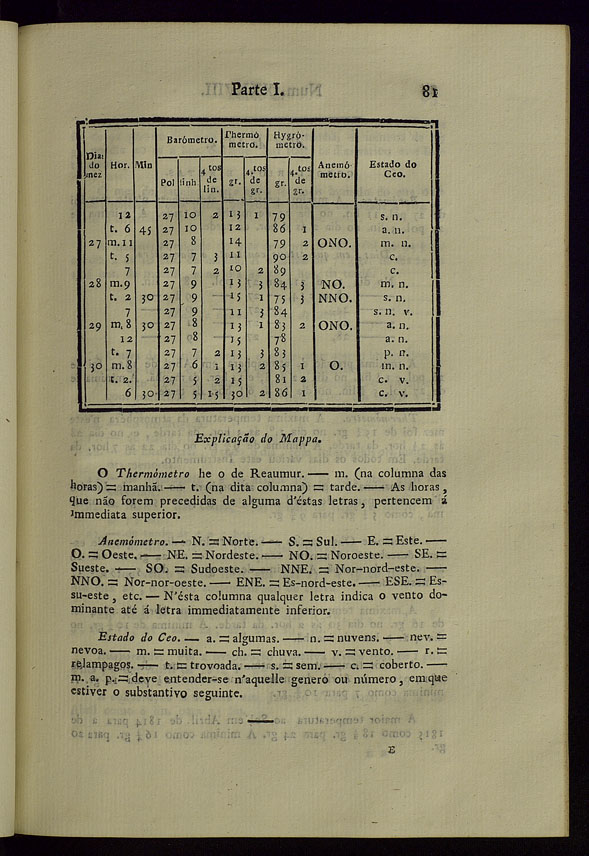 Parte I. 81
Dia: do mez Hor. Min Barómetro. Thermó metro. Hygró- metro. Anemó metro. Estado do Ceo.
Pol linh 4.tos de lin. gr. 4.tos de gr. gr. 4.tos de gr.
12 27 10 2 13 1 79 s. n.
t. 6 45 27 10 12 86 1 a. n.
27 m. 11 27 8 14 79 2 ONO. m. n.
t. 5 27 7 3 11 90 2 c.
7 27 7 2 10 2 89 c.
28 m. 9 27 9 13 3 84 3 NO. m. n.
t. 2 30 27 9 15 1 75 3 NNO. s. n.
7 27 9 11 3 84 s. n. v.
29 m. 8 30 27 8 13 1 83 2 ONO. a. n.
12 27 8 15 78 a. n.
t. 7 27 7 2 13 3 83 p. n.
30 m. 8 27 6 1 13 2 85 1 O. m. n.
t. 2. 27 5 2 15 81 2 c. v.
6 30 27 5 15 30 2 86 1 c. v.
Explicação do Mappa.
O Thermómetro he o de Reaumur. — m. (na columna das
horas) = manhã. — t. (na dita columna) = tarde. — As horas,
que não forem precedidas de alguma d'éstas letras, pertencem á
immediata superior.
Anemómetro. — N. = Norte. — S. = Sul. — E. = Este. —
O. = Oeste. — NE. = Nordeste. — NO. = Noroeste. — SE. =
Sueste. — SO. = Sudoeste. — NNE. = Nor-nord-este. —
NNO. = Nor-nor-oeste. — ENE. = Es-nord-este. — ESE. = Es-
su-este, etc. — N'ésta columna qualquer letra indica o vento do-
minante até á letra immediatamente inferior.
Estado do Ceo. — a. = algumas. — n. = nuvens. — nev. =
nevoa. — m. = muita. — ch. = chuva. — v. = vento. — r. =
relampagos. — t. = trovoada. — s. = sem. — c. = coberto. —
m. a. p. = deve entender-se n'aquelle genero ou número, em que
estiver o substantivo seguinte.
E